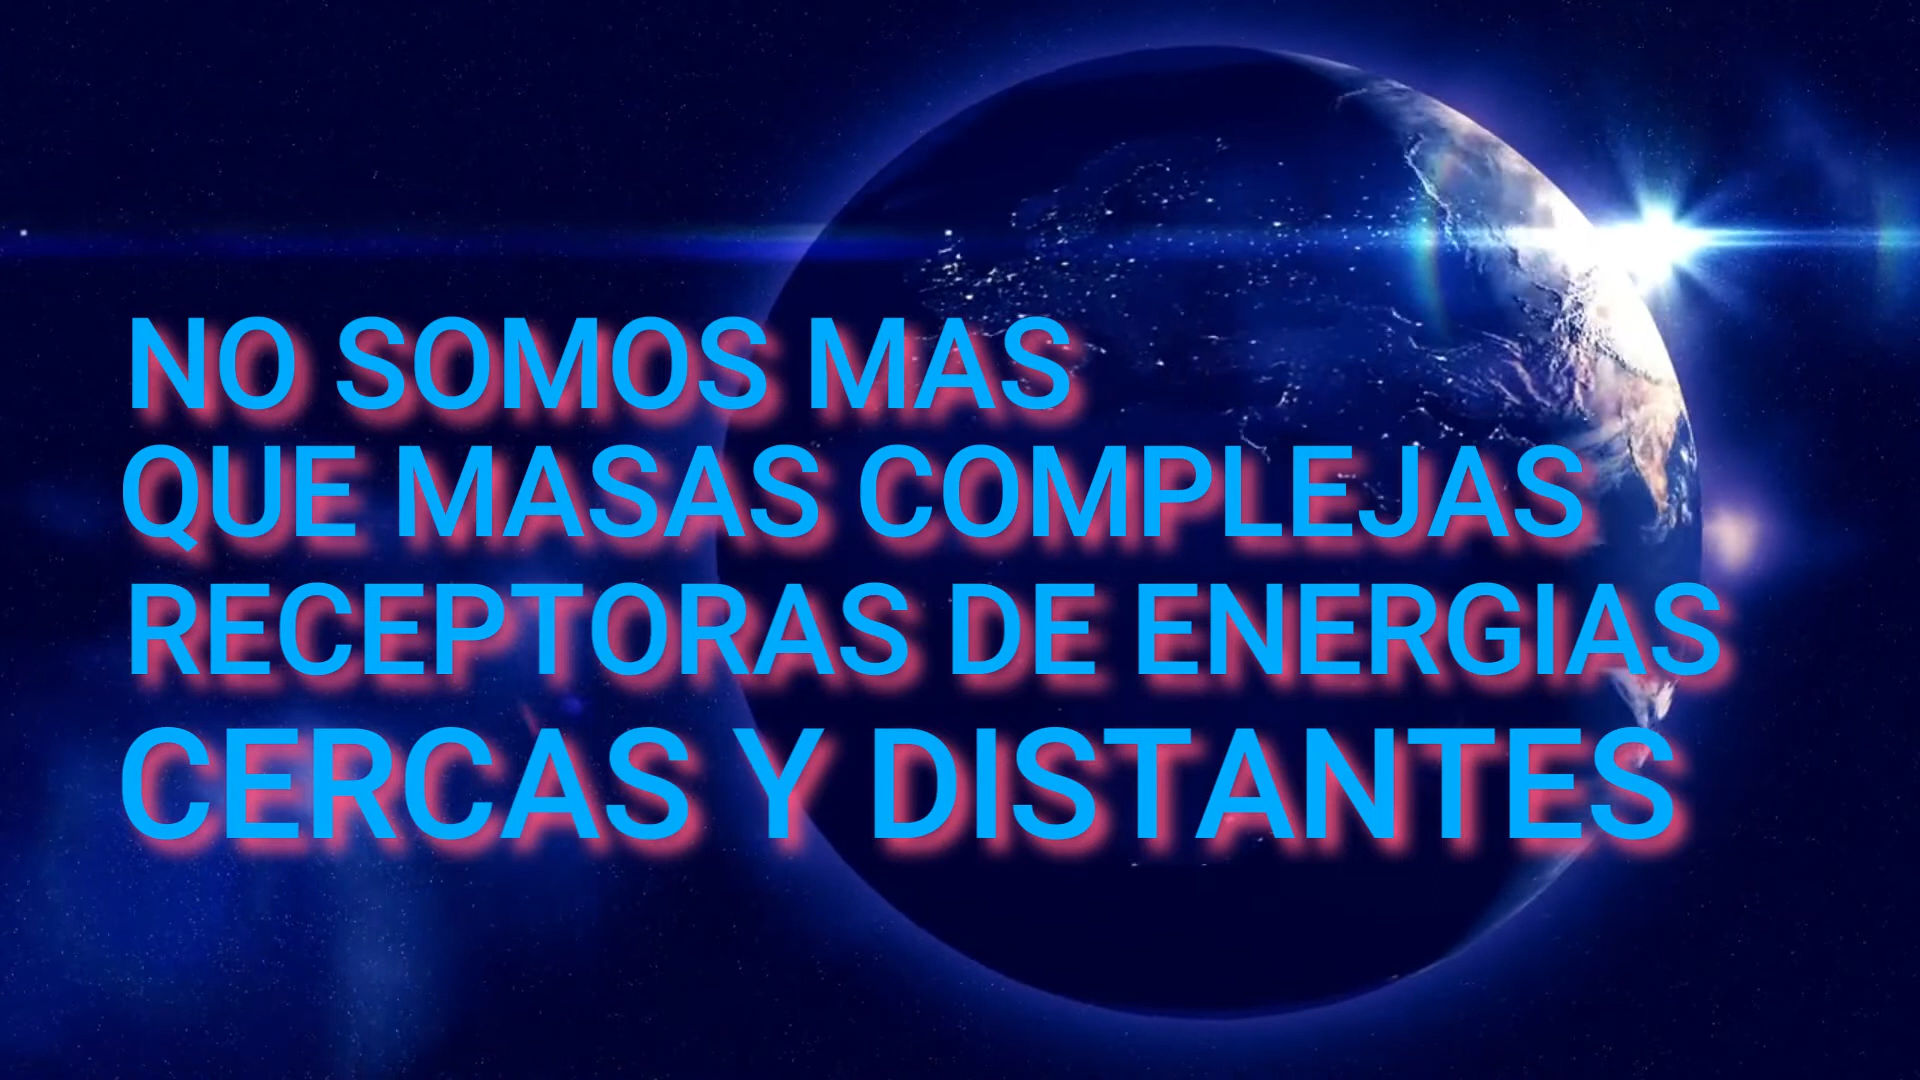 NO SOMOS MAS
QUE MASAS COMPLEJAS
RECEPTORAS DE ENERGIAS
CERCAS Y DISTANTES